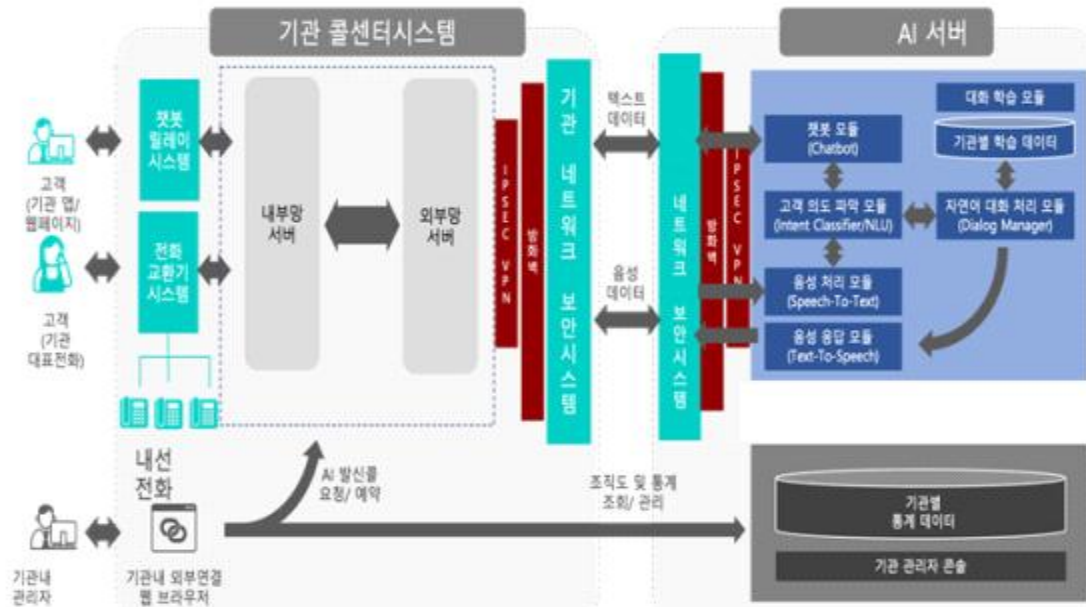 기관 콜센터시스템
AI 서버
챗봇
릴레이
시스템
고객
(기관 앱/
웹페이지)
전화
교환기
시스템
고객
(기관
대표전화)
내선
전화
내부망
서버
외부망
서버
IPSEC VPN
방화벽
기관 네트워크 보안시스템
텍스트
데이터
음성
데이터
네트워크 보안시스템
방화벽
IPSEC VPN
대화 학습 모듈
기관별 학습 데이터
챗봇 모듈
(Chatbot)
고객 의도 파악 모듈
(Intent Classifier/NLU)
자연어 대화 처리 모듈
(Dialog Manager)
음성 처리 모듈
(Speech-To-Text)
음성 응답 모듈
(Text-To-Speech)
AI 발신콜
요청/ 예약
조직도 및 통계
조회/ 관리
기관별
통계 데이터
기관 관리자 콘솔
기관내
관리자
기관내 외부연결
웹 브라우저